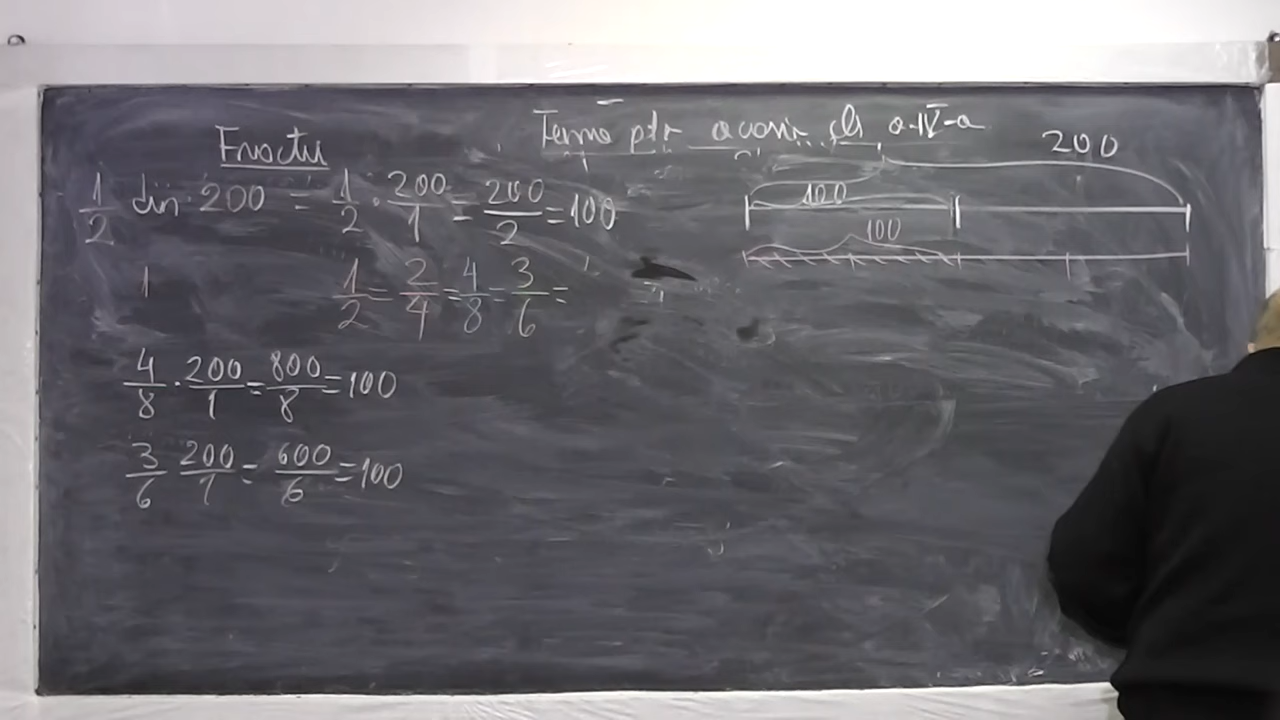 Teme ptr acasă cls a-IV-a
Fracții
200
1/2 din 200 = 1/2 · 200/1 = 200/2 = 100
100
100
1
1/2 = 2/4 = 4/8 = 3/6 =
4/8 · 200/1 = 800/8 = 100
3/6 200/1 = 600/6 = 100